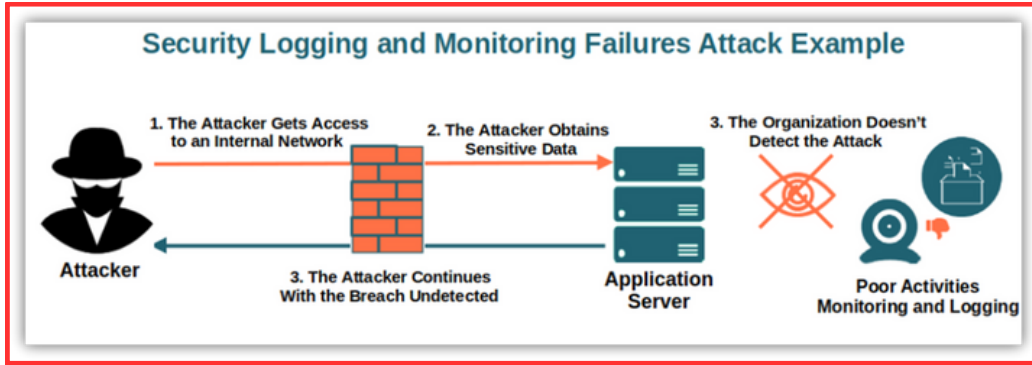 Security Logging and Monitoring Failures Attack Example
1. The Attacker Gets Access
to an Internal Network
2. The Attacker Obtains
Sensitive Data
3. The Organization Doesn't
Detect the Attack
Attacker
3. The Attacker Continues
With the Breach Undetected
Application
Server
Poor Activities
Monitoring and Logging